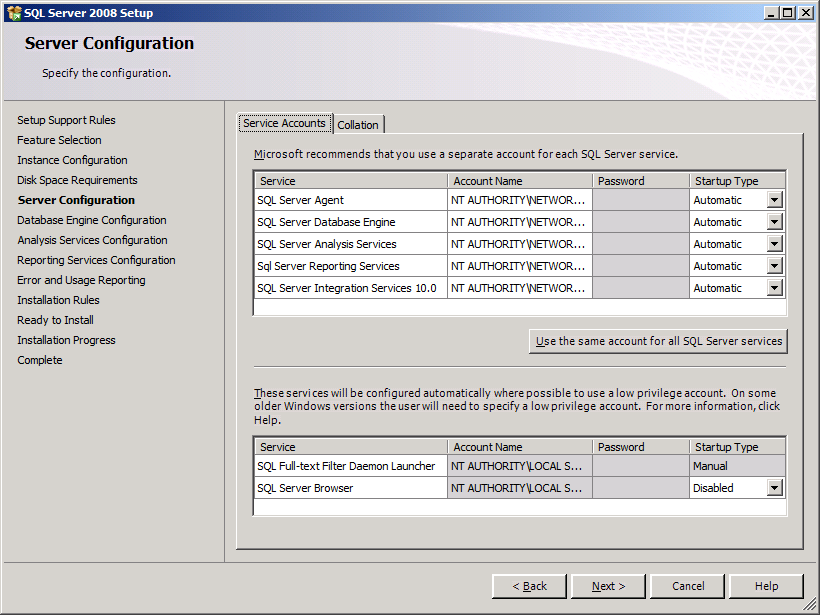 SQL Server 2008 Setup
Server Configuration
Specify the configuration.
Setup Support Rules
Feature Selection
Instance Configuration
Disk Space Requirements
Server Configuration
Database Engine Configuration
Analysis Services Configuration
Reporting Services Configuration
Error and Usage Reporting
Installation Rules
Ready to Install
Installation Progress
Complete
Service Accounts Collation
Microsoft recommends that you use a separate account for each SQL Server service.
Service Account Name Password Startup Type
SQL Server Agent NT AUTHORITY\NETWOR... Automatic
SQL Server Database Engine NT AUTHORITY\NETWOR... Automatic
SQL Server Analysis Services NT AUTHORITY\NETWOR... Automatic
Sql Server Reporting Services NT AUTHORITY\NETWOR... Automatic
SQL Server Integration Services 10.0 NT AUTHORITY\NETWOR... Automatic
Use the same account for all SQL Server services
These services will be configured automatically where possible to use a low privilege account. On some
older Windows versions the user will need to specify a low privilege account. For more information, click
Help.
Service Account Name Password Startup Type
SQL Full-text Filter Daemon Launcher NT AUTHORITY\LOCAL S... Manual
SQL Server Browser NT AUTHORITY\LOCAL S... Disabled
< Back Next > Cancel Help